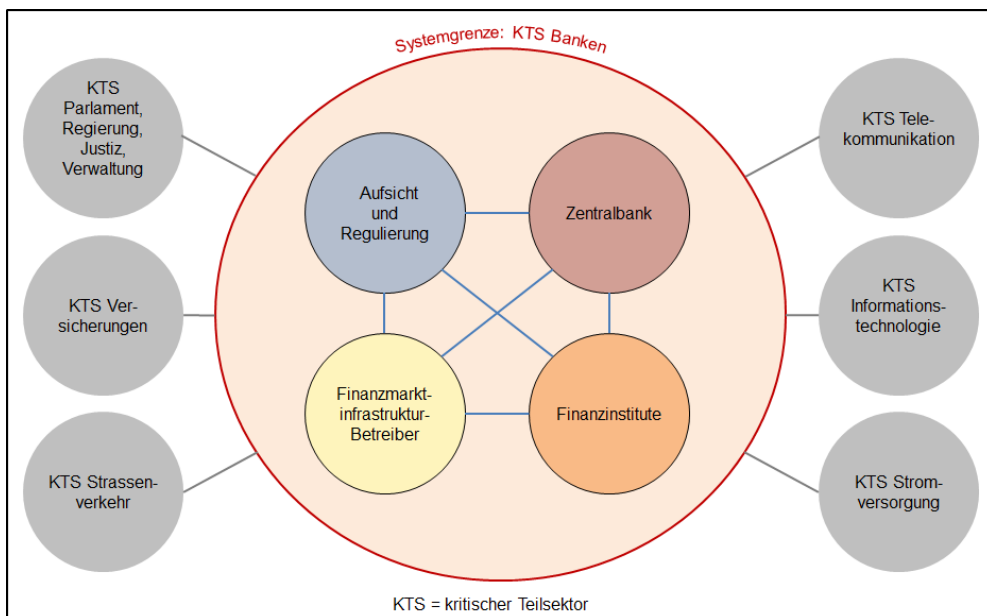 Systemgrenze: KTS Banken
KTS
Parlament,
Regierung,
Justiz,
Verwaltung
KTS Tele-
kommunikation
Aufsicht
und
Regulierung
Zentralbank
KTS Ver-
sicherungen
KTS
Informations-
technologie
Finanzmarkt-
infrastruktur-
Betreiber
Finanzinstitute
KTS Strassen-
verkehr
KTS Strom-
versorgung
KTS = kritischer Teilsektor